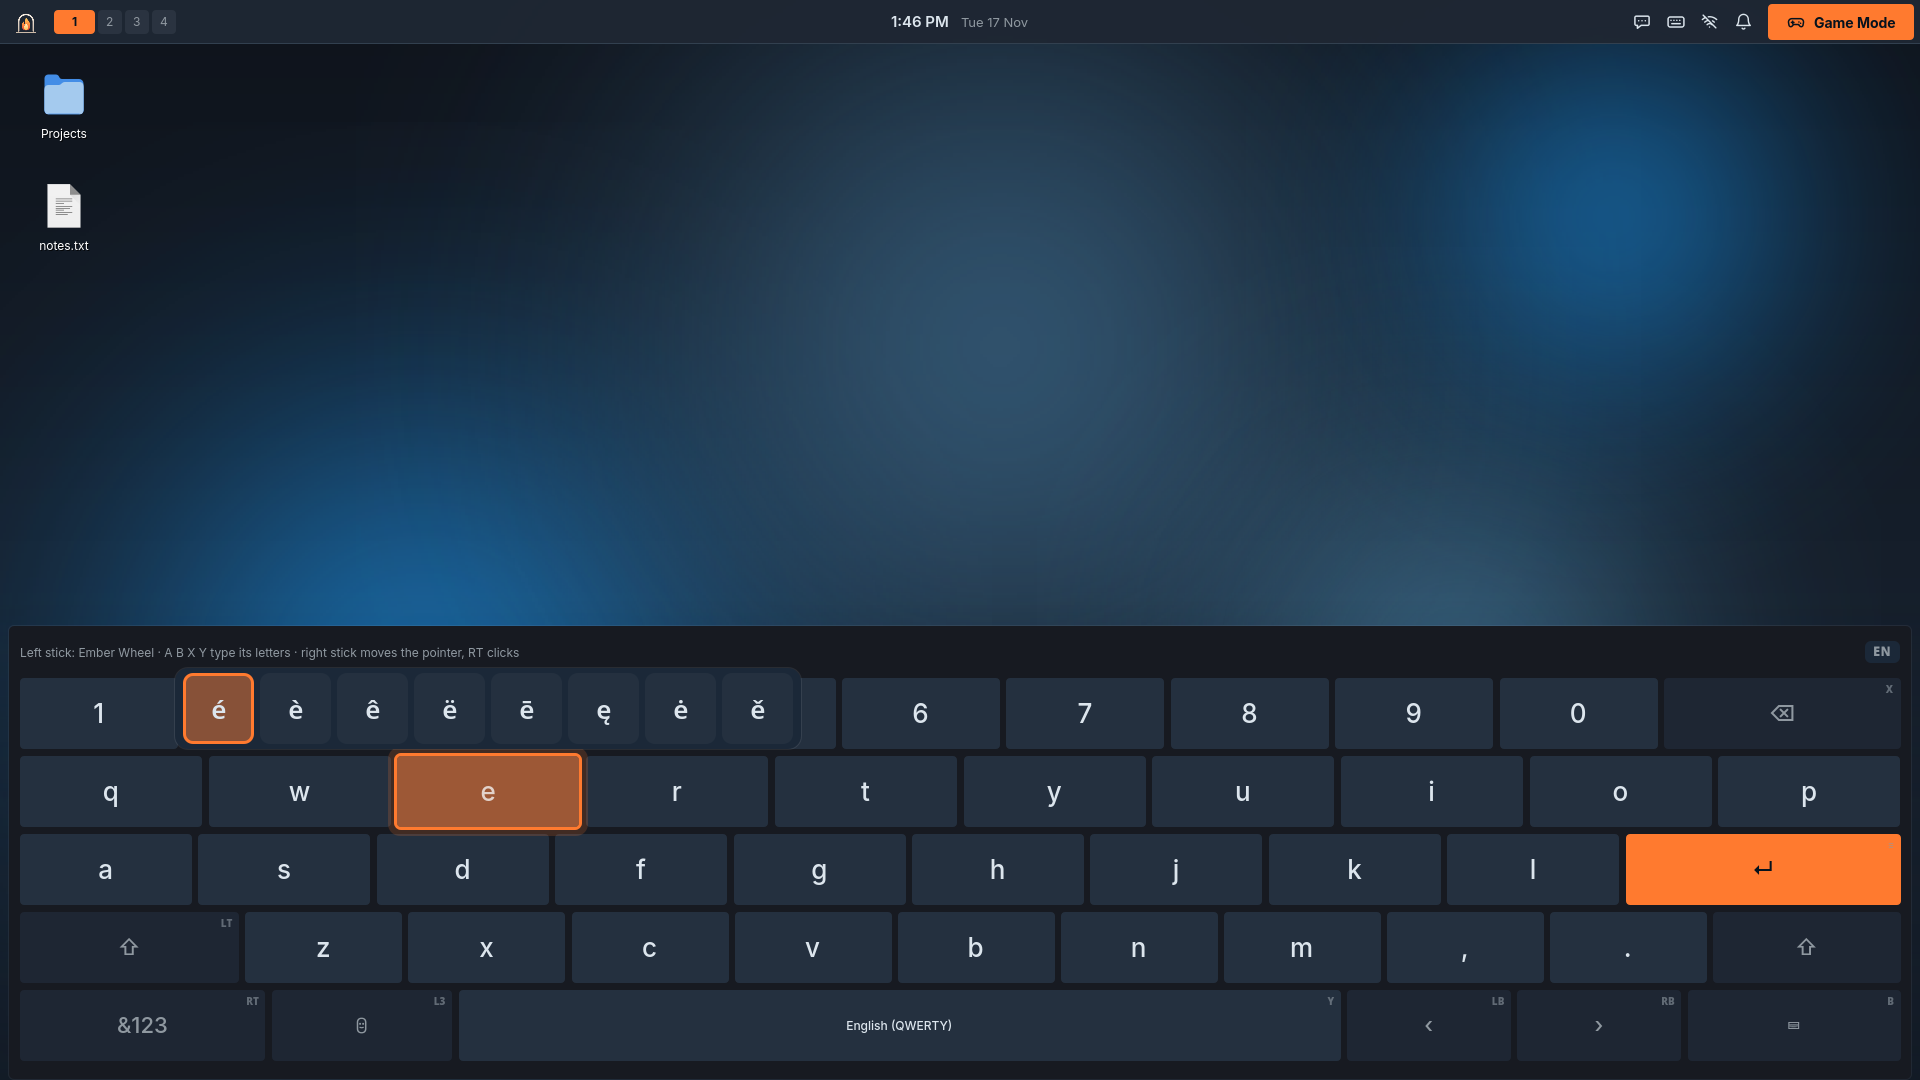 1 2 3 4
1:46 PM Tue 17 Nov
Game Mode
Projects
notes.txt
Left stick: Ember Wheel · A B X Y type its letters · right stick moves the pointer, RT clicks
EN
1 6 7 8 9 0 X
é è ê ë ē ę ė ě
q w e r t y u i o p
a s d f g h j k l
LT z x c v b n m , .
&123 RT L3 English (QWERTY) Y ‹ LB › RB B